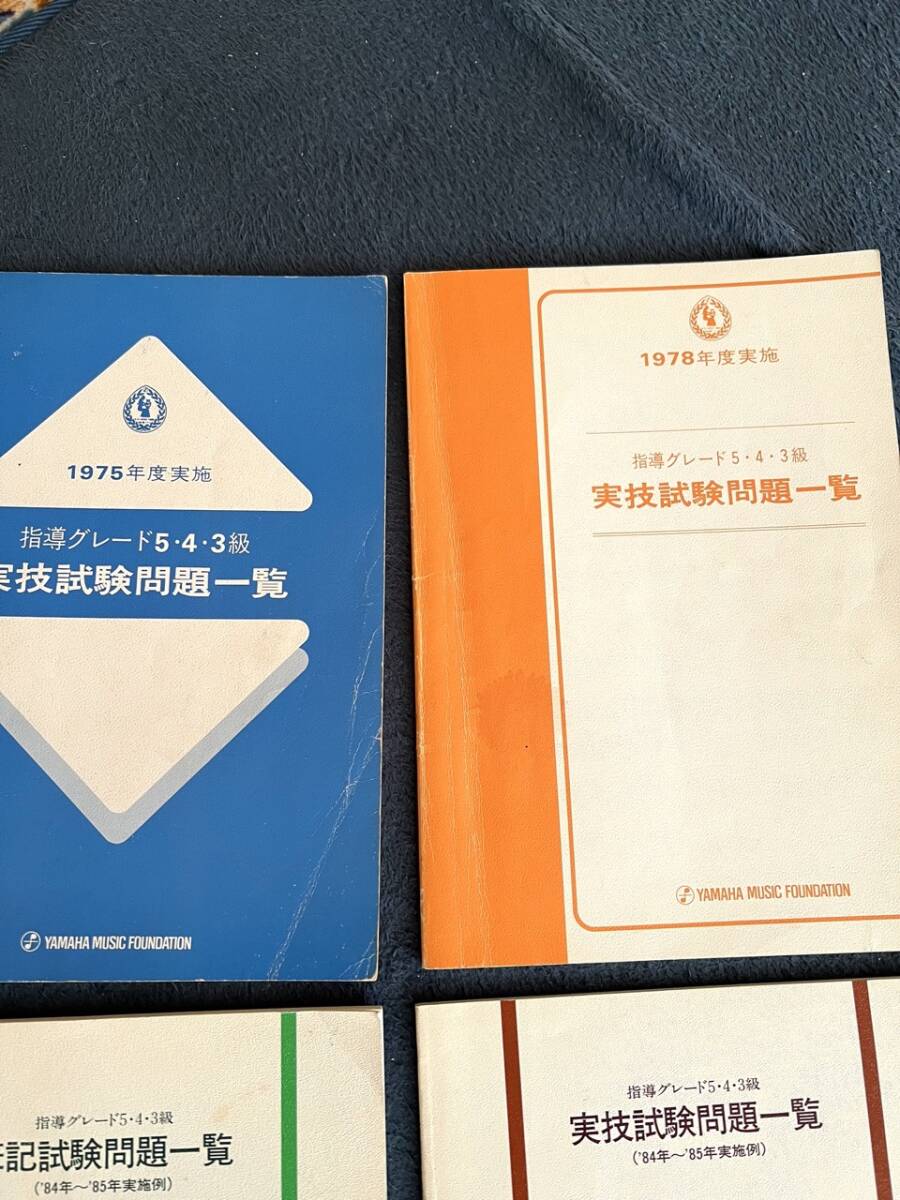 1975年度実施
指導グレード5・4・3級
実技試験問題一覧
YAMAHA MUSIC FOUNDATION
1978年度実施
指導グレード5・4・3級
実技試験問題一覧
YAMAHA MUSIC FOUNDATION
指導グレード5・4・3級
記試験問題一覧
('84年〜'85年実施例)
指導グレード5・4・3級
実技試験問題一覧
('84年〜'85年実施例)